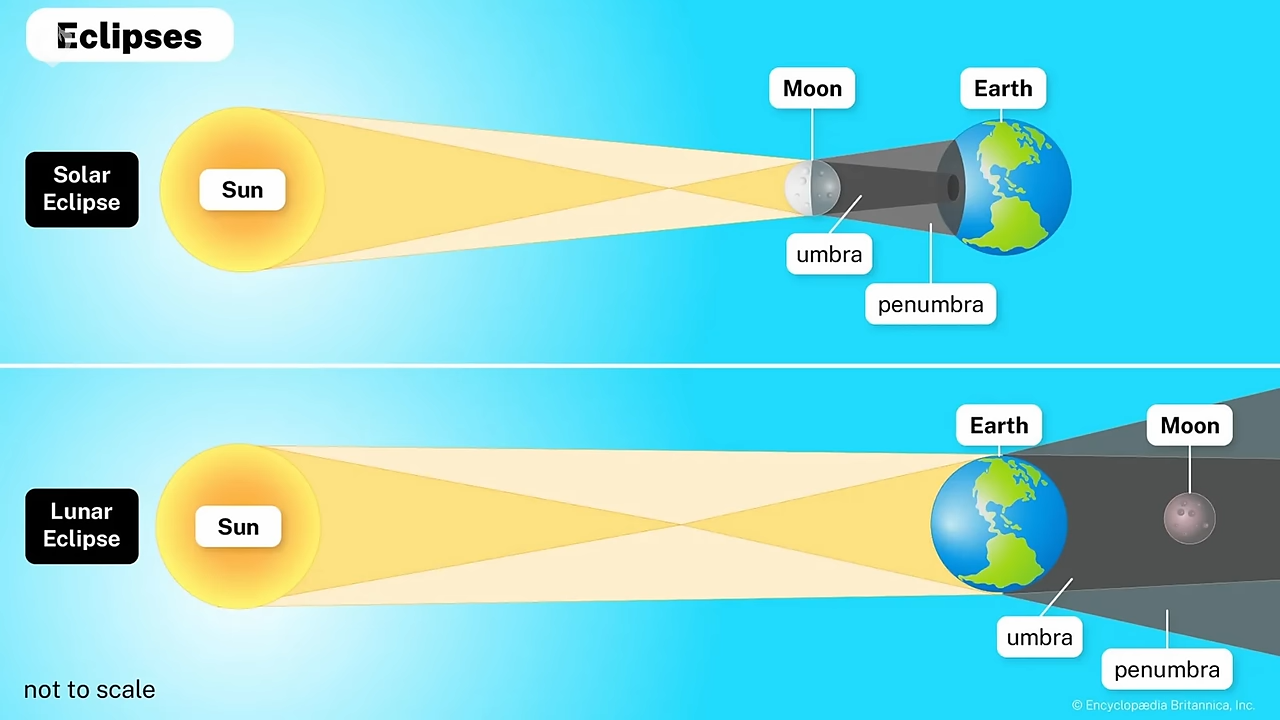 Eclipses
Moon
Earth
Solar
Eclipse
Sun
umbra
penumbra
Earth
Moon
Lunar
Eclipse
Sun
umbra
penumbra
not to scale
© Encyclopædia Britannica, Inc.